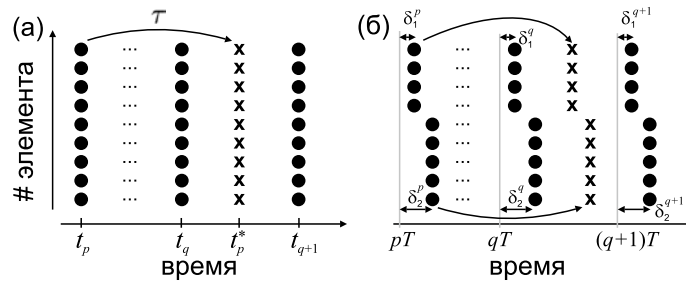 (a)
τ
# элемента
...
...
x
x
x
x
x
x
x
x
x
t_p
t_q
t_p^*
t_{q+1}
время
(б)
δ_1^p
δ_1^q
δ_1^{q+1}
...
...
x
x
x
x
x
x
x
x
x
δ_2^p
δ_2^q
δ_2^{q+1}
pT
qT
(q+1)T
время